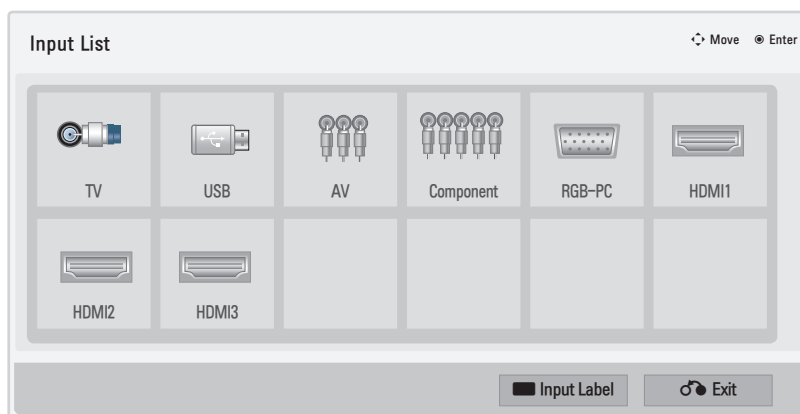 Input List
Move Enter
TV USB AV Component RGB-PC HDMI1
HDMI2 HDMI3
Input Label Exit